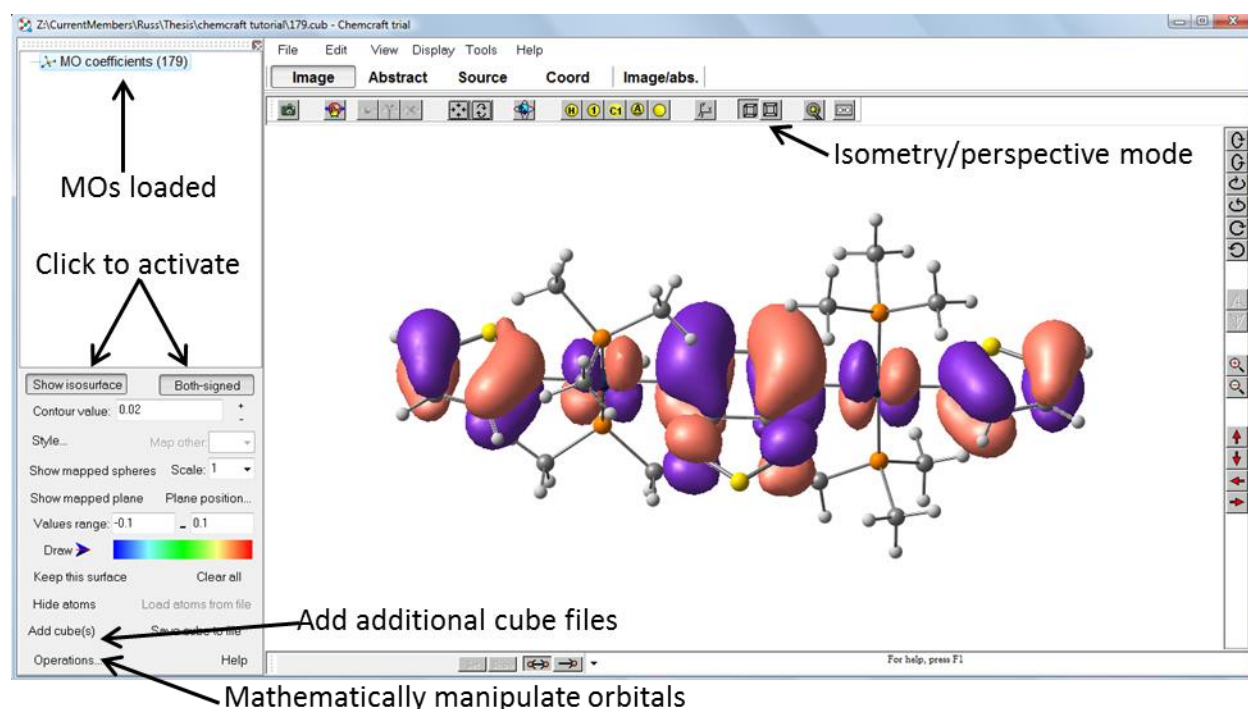 Z:\CurrentMembers\Russ\Thesis\chemcraft tutorial\179.cub - Chemcraft trial
MO coefficients (179)
File Edit View Display Tools Help
Image Abstract Source Coord Image/abs.
H 1 C1 A
Isometry/perspective mode
MOs loaded
Click to activate
Show isosurface Both-signed
Contour value: 0.02 + -
Style... Map other:
Show mapped spheres Scale: 1
Show mapped plane Plane position...
Values range: -0.1 - 0.1
Draw
Keep this surface Clear all
Hide atoms Load atoms from file
Add cube(s) Save cube to file
Add additional cube files
Operations... Help
For help, press F1
Mathematically manipulate orbitals